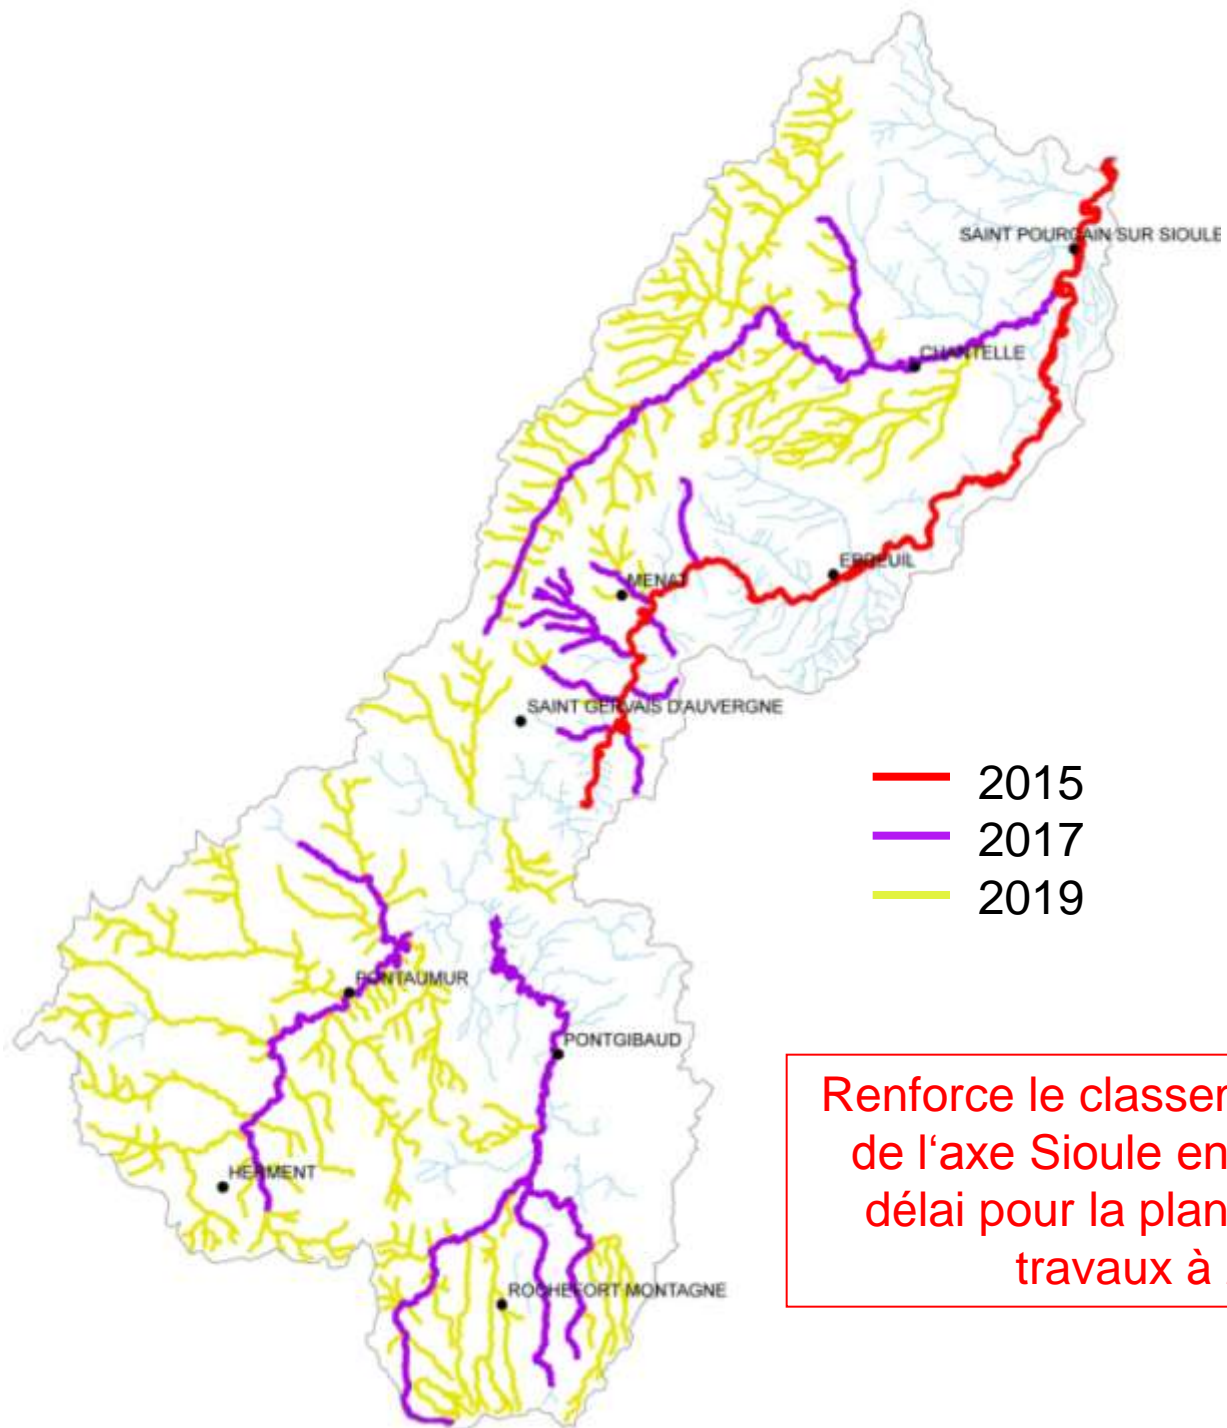 SAINT POURÇAIN SUR SIOULE
CHANTELLE
EBREUIL
MENAT
SAINT GERVAIS D'AUVERGNE
2015
2017
2019
PONTAUMUR
PONTGIBAUD
Renforce le classer
de l‘axe Sioule en
délai pour la plan
travaux à
HERMENT
ROCHEFORT MONTAGNE